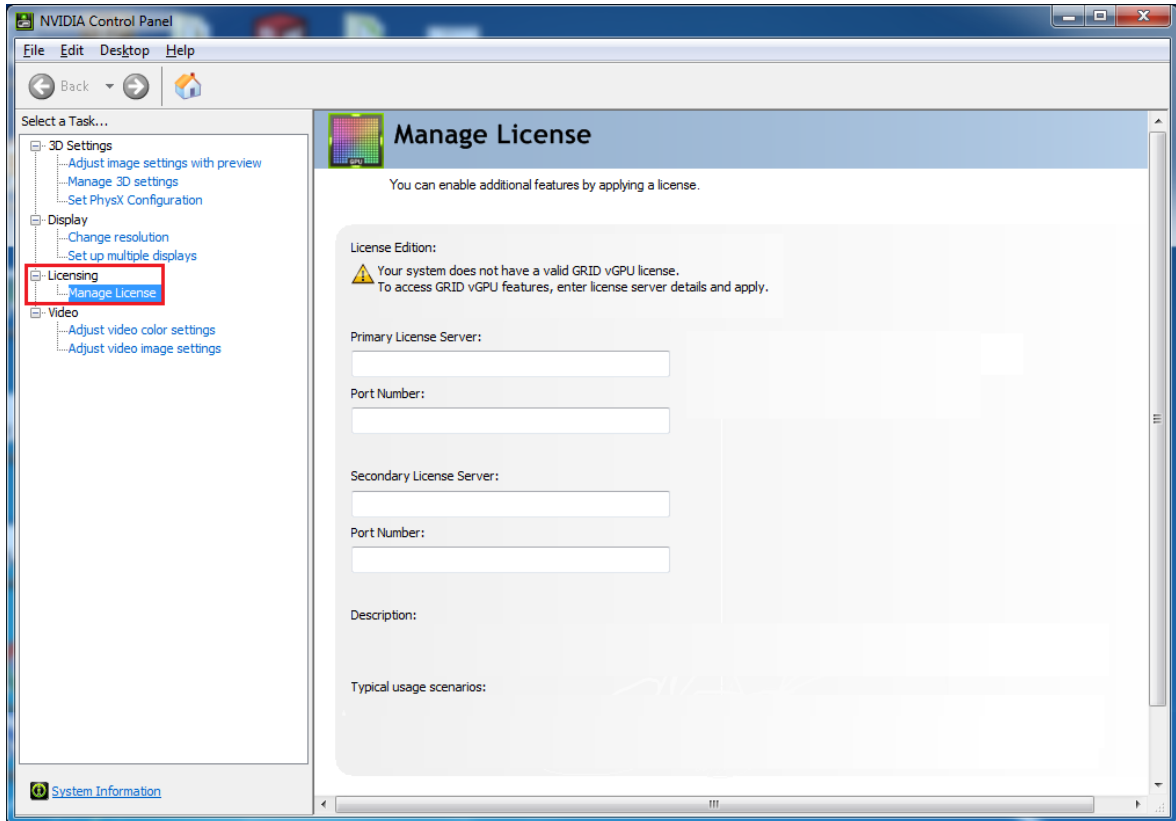 NVIDIA Control Panel
File Edit Desktop Help
Back
Select a Task...
3D Settings
Adjust image settings with preview
Manage 3D settings
Set PhysX Configuration
Display
Change resolution
Set up multiple displays
Licensing
Manage License
Video
Adjust video color settings
Adjust video image settings
System Information
GPU
Manage License
You can enable additional features by applying a license.
License Edition:
Your system does not have a valid GRID vGPU license.
To access GRID vGPU features, enter license server details and apply.
Primary License Server:
Port Number:
Secondary License Server:
Port Number:
Description:
Typical usage scenarios: